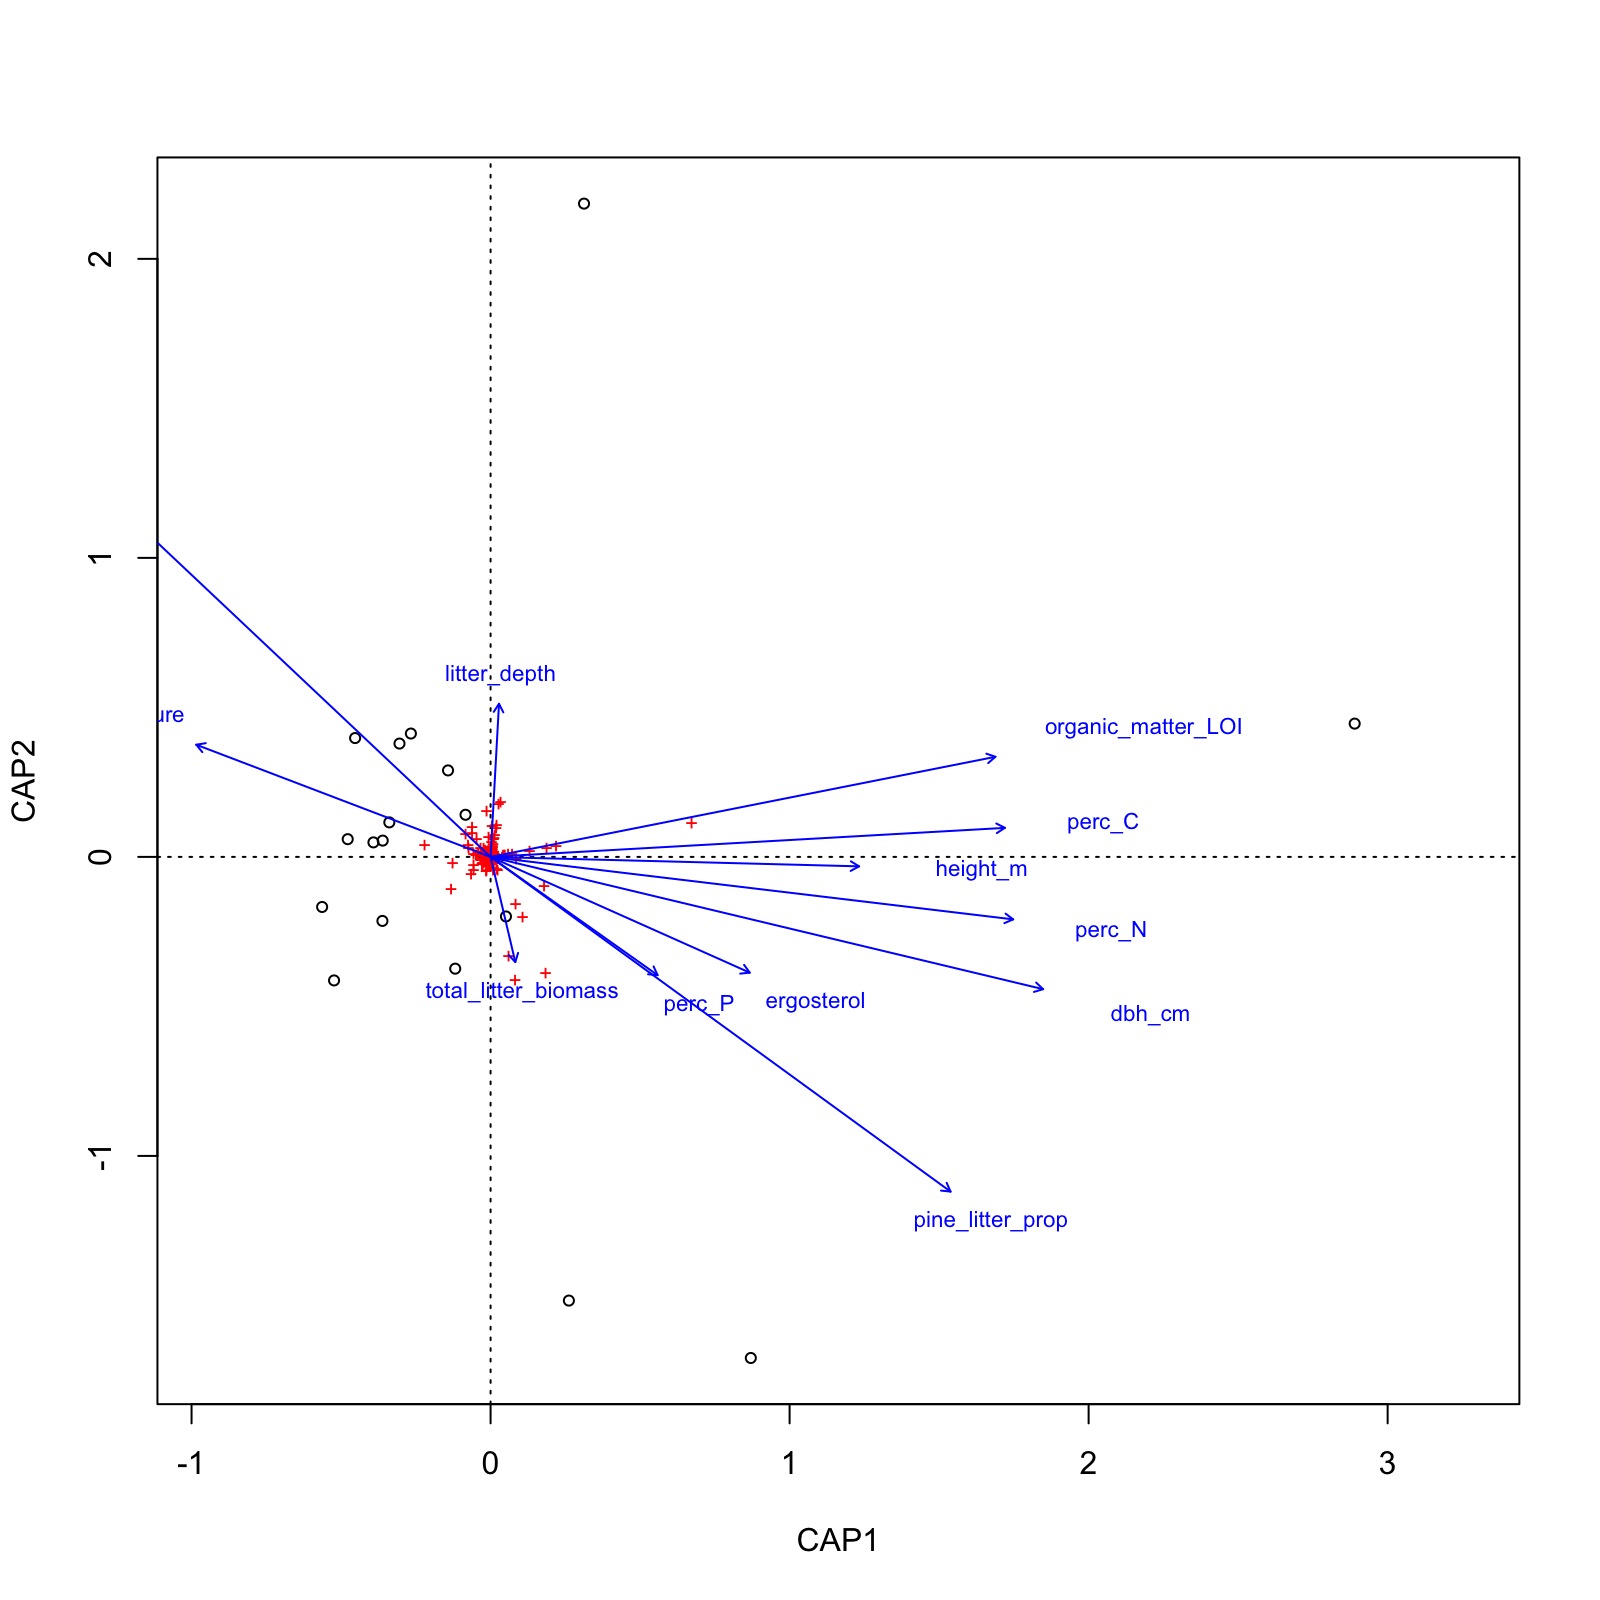 2
1
litter_depth
ure
organic_matter_LOI
perc_C
CAP2
0
height_m
perc_N
total_litter_biomass
perc_P
ergosterol
dbh_cm
-1
pine_litter_prop
-1 0 1 2 3
CAP1